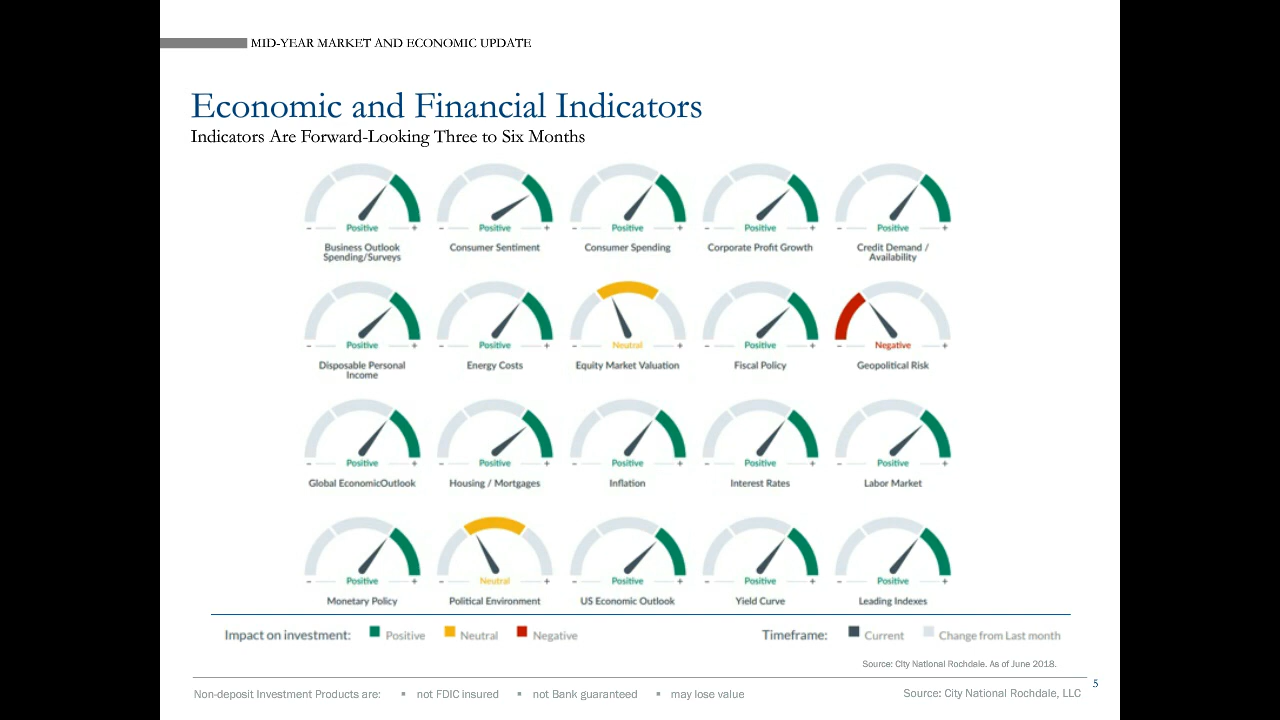 MID-YEAR MARKET AND ECONOMIC UPDATE
Economic and Financial Indicators
Indicators Are Forward-Looking Three to Six Months
- Positive + - Positive + - Positive + - Positive + - Positive +
Business Outlook Consumer Sentiment Consumer Spending Corporate Profit Growth Credit Demand /
Spending/Surveys Availability
- Positive + - Positive + - Neutral + - Positive + - Negative +
Disposable Personal Energy Costs Equity Market Valuation Fiscal Policy Geopolitical Risk
Income
- Positive + - Positive + - Positive + - Positive + - Positive +
Global EconomicOutlook Housing / Mortgages Inflation Interest Rates Labor Market
- Positive + - Neutral + - Positive + - Positive + - Positive +
Monetary Policy Political Environment US Economic Outlook Yield Curve Leading Indexes
Impact on investment: Positive Neutral Negative Timeframe: Current Change from Last month
Source: City National Rochdale. As of June 2018.
Non-deposit Investment Products are: ▪ not FDIC insured ▪ not Bank guaranteed ▪ may lose value Source: City National Rochdale, LLC 5